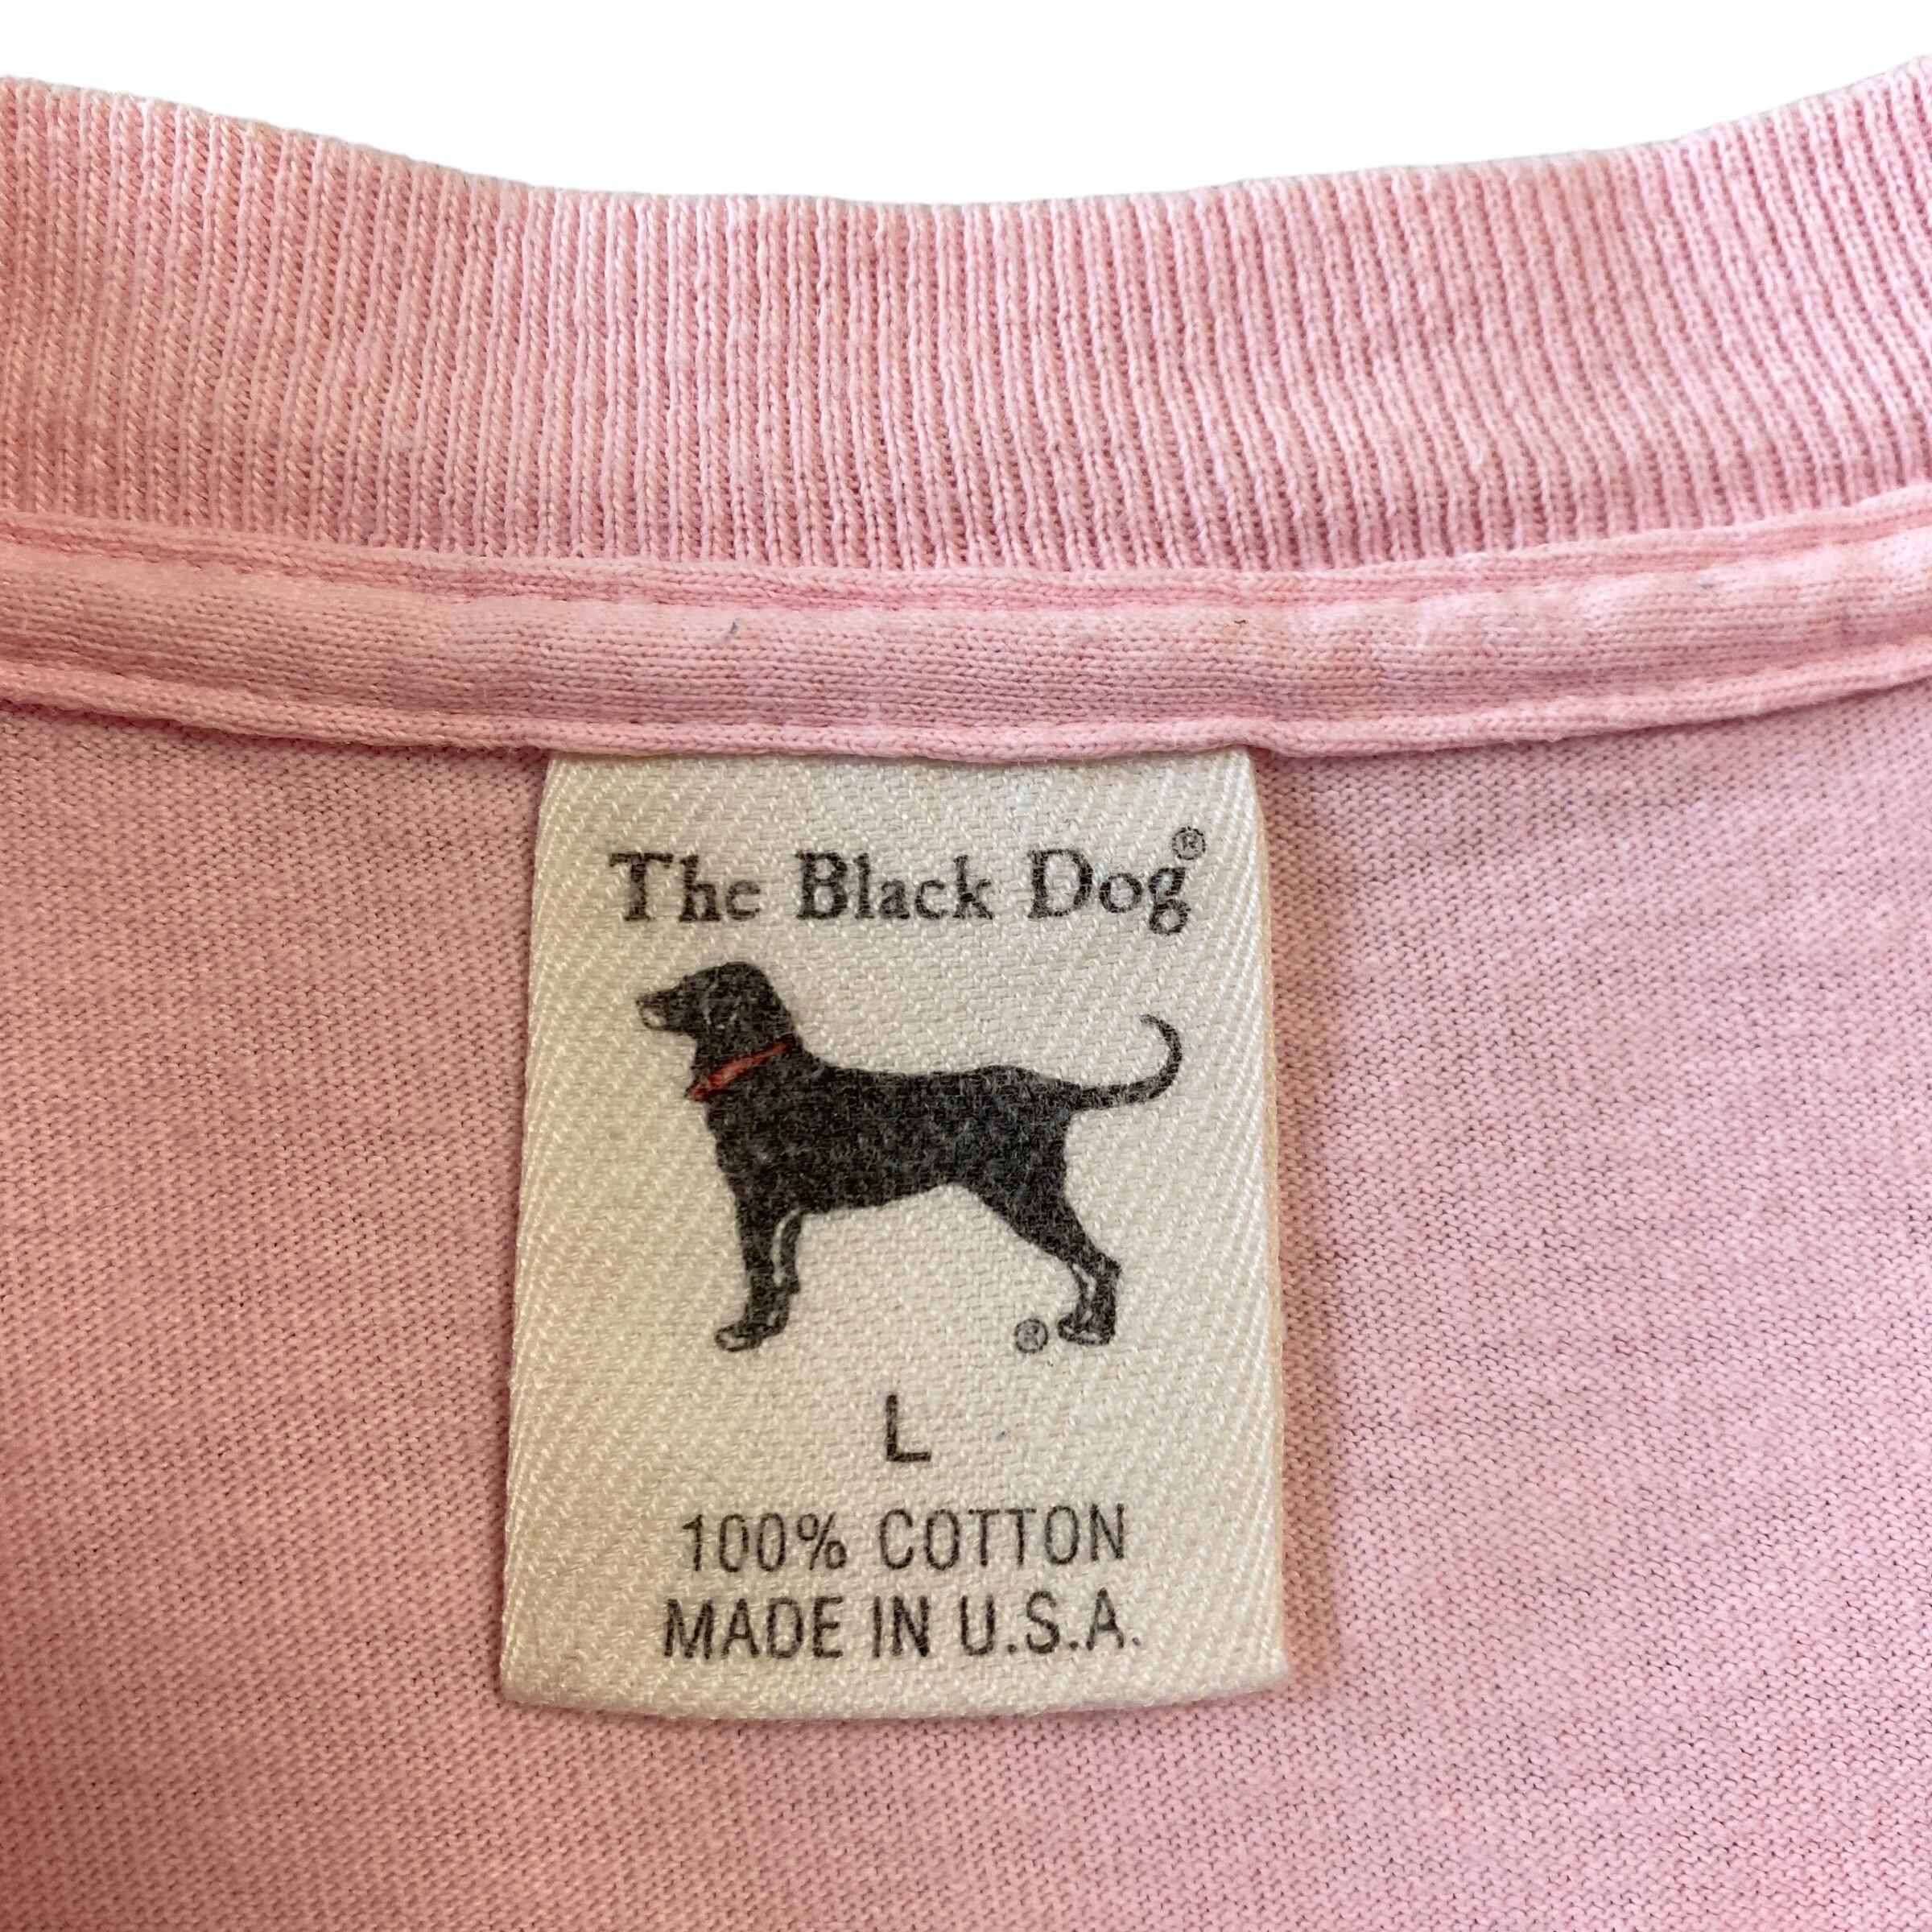 The Black Dog®
®
L
100% COTTON
MADE IN U.S.A.